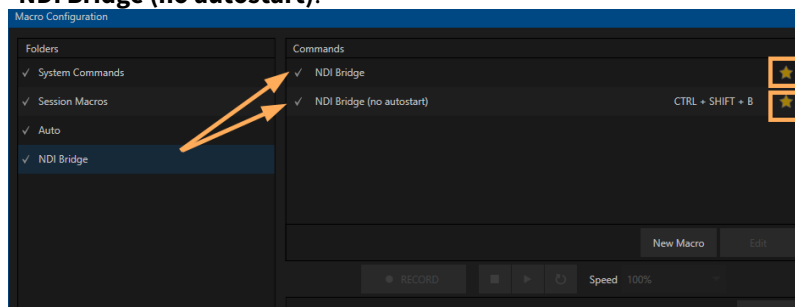 NDI Bridge (no autostart).
Macro Configuration
Folders
✓ System Commands
✓ Session Macros
✓ Auto
✓ NDI Bridge
Commands
✓ NDI Bridge
✓ NDI Bridge (no autostart) CTRL + SHIFT + B
New Macro Edit
RECORD Speed 100%